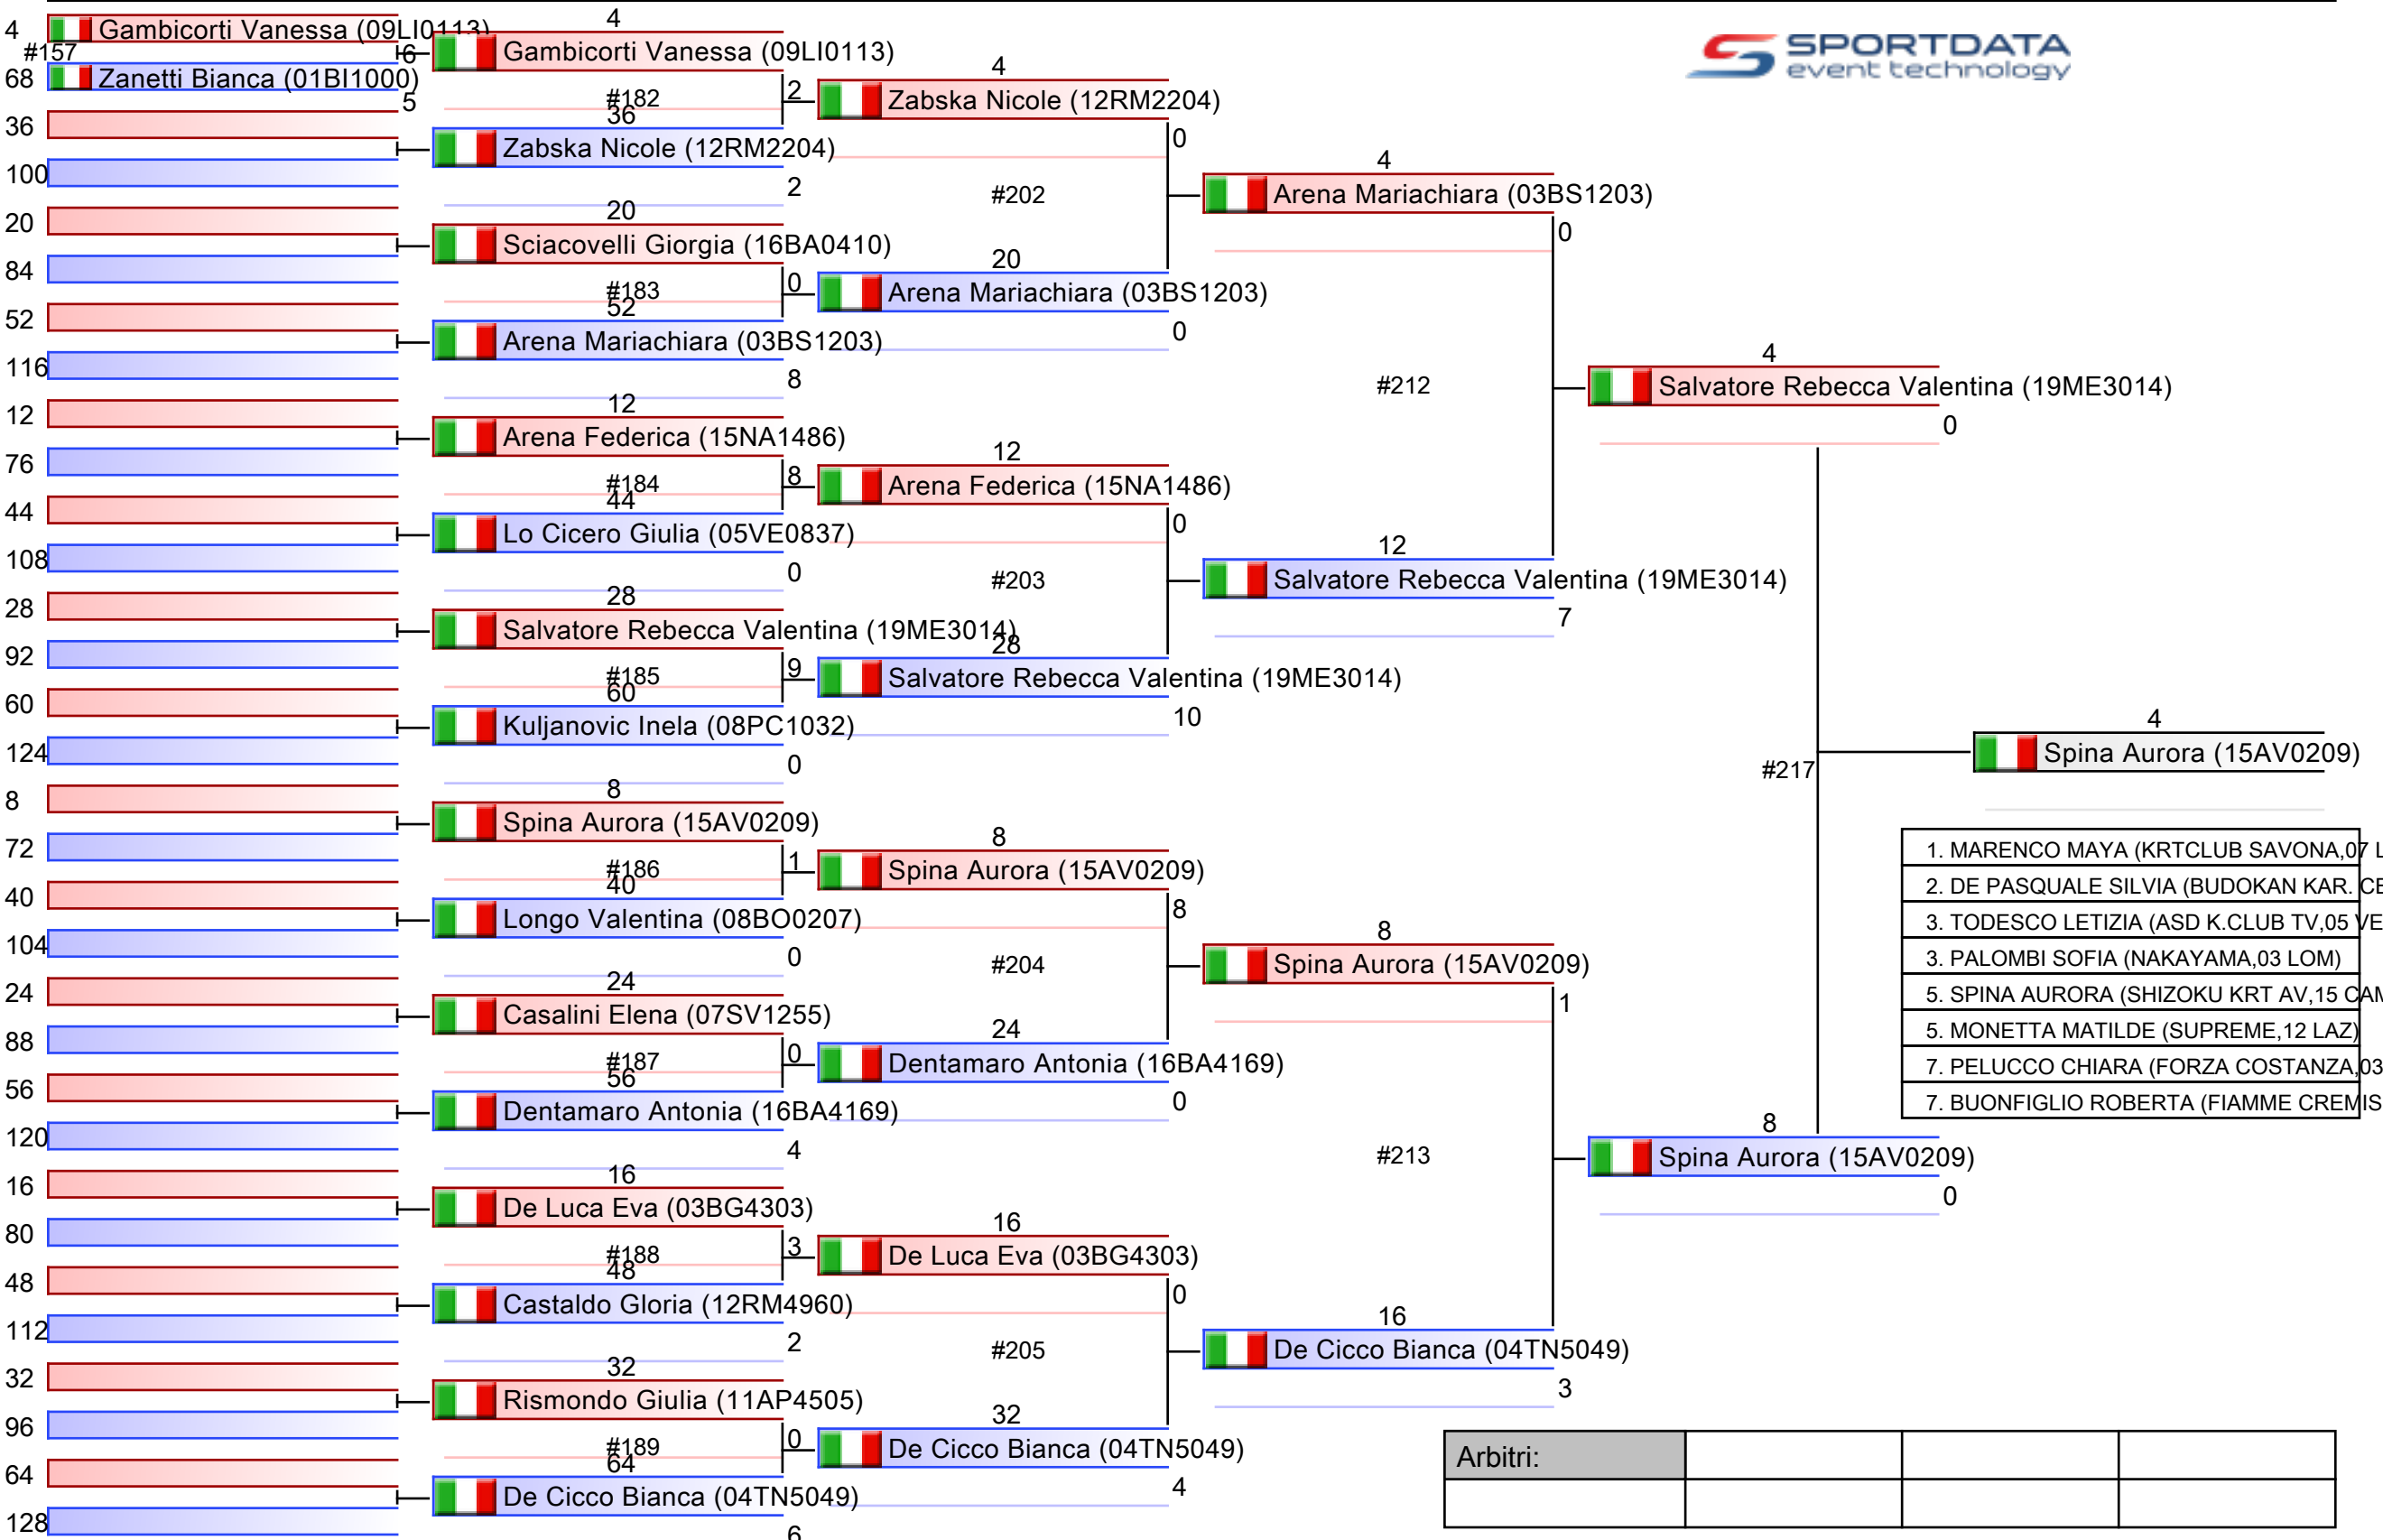 4
Gambicorti Vanessa (09LI0113)
#157
6
68
Zanetti Bianca (01BI1000)
5
36
100
20
84
52
116
12
76
44
108
28
92
60
124
8
72
40
104
24
88
56
120
16
80
48
112
32
96
64
128
4
Gambicorti Vanessa (09LI0113)
2
#182
36
Zabska Nicole (12RM2204)
2
20
Sciacovelli Giorgia (16BA0410)
0
#183
52
Arena Mariachiara (03BS1203)
8
12
Arena Federica (15NA1486)
8
#184
44
Lo Cicero Giulia (05VE0837)
0
28
Salvatore Rebecca Valentina (19ME3014)
9
#185
60
Kuljanovic Inela (08PC1032)
0
8
Spina Aurora (15AV0209)
1
#186
40
Longo Valentina (08BO0207)
0
24
Casalini Elena (07SV1255)
0
#187
56
Dentamaro Antonia (16BA4169)
4
16
De Luca Eva (03BG4303)
3
#188
48
Castaldo Gloria (12RM4960)
2
32
Rismondo Giulia (11AP4505)
0
#189
64
De Cicco Bianca (04TN5049)
6
4
Zabska Nicole (12RM2204)
0
#202
20
Arena Mariachiara (03BS1203)
0
12
Arena Federica (15NA1486)
0
#203
28
Salvatore Rebecca Valentina (19ME3014)
10
8
Spina Aurora (15AV0209)
8
#204
24
Dentamaro Antonia (16BA4169)
0
16
De Luca Eva (03BG4303)
0
#205
32
De Cicco Bianca (04TN5049)
4
4
Arena Mariachiara (03BS1203)
0
#212
12
Salvatore Rebecca Valentina (19ME3014)
7
8
Spina Aurora (15AV0209)
1
#213
16
De Cicco Bianca (04TN5049)
3
SPORTDATA
event technology
4
Salvatore Rebecca Valentina (19ME3014)
0
#217
8
Spina Aurora (15AV0209)
0
4
Spina Aurora (15AV0209)
1. MARENCO MAYA (KRTCLUB SAVONA,07 L
2. DE PASQUALE SILVIA (BUDOKAN KAR. CE
3. TODESCO LETIZIA (ASD K.CLUB TV,05 VE
3. PALOMBI SOFIA (NAKAYAMA,03 LOM)
5. SPINA AURORA (SHIZOKU KRT AV,15 CAM
5. MONETTA MATILDE (SUPREME,12 LAZ)
7. PELUCCO CHIARA (FORZA COSTANZA,03
7. BUONFIGLIO ROBERTA (FIAMME CREMIS
Arbitri: